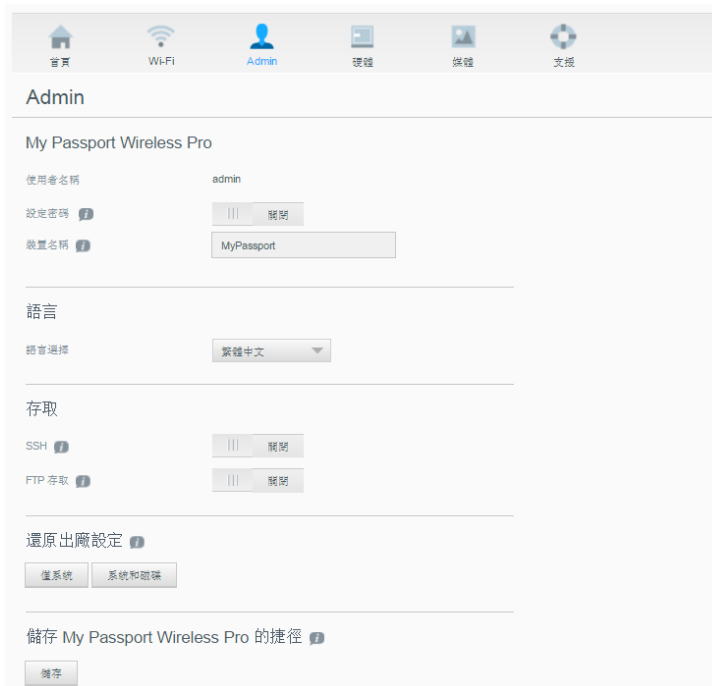 首頁 Wi-Fi Admin 硬體 媒體 支援
Admin
My Passport Wireless Pro
使用者名稱 admin
設定密碼 關閉
裝置名稱 MyPassport
語言
語言選擇 繁體中文
存取
SSH 關閉
FTP 存取 關閉
還原出廠設定
僅系統 系統和磁碟
儲存 My Passport Wireless Pro 的捷徑
儲存